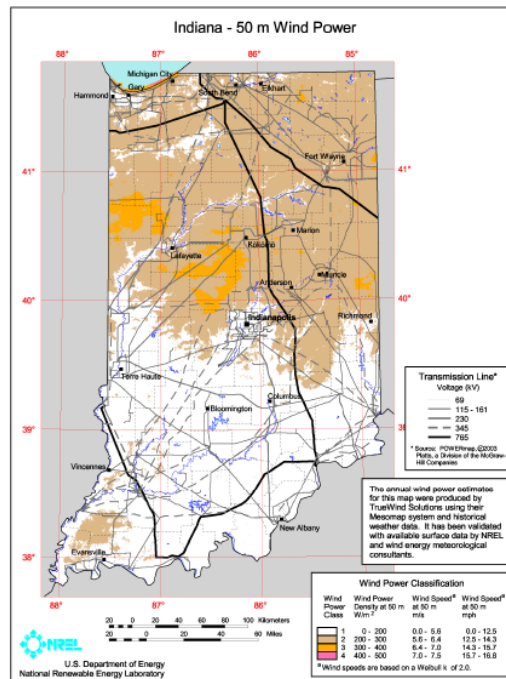 Indiana - 50 m Wind Power
88° 87° 86° 85°
Michigan City
Gary
Hammond
South Bend
Elkhart
Fort Wayne
41° 41°
Marion
Kokomo
Lafayette
Muncie
Anderson
40° 40°
Indianapolis
Richmond
Terre Haute
Columbus
Bloomington
39° 39°
Vincennes
New Albany
Evansville
38° 38°
88° 87° 86° 85°
Transmission Line*
Voltage (kV)
69
115 - 161
230
345
765
* Source: POWERmap, ©2003
Platts, a Division of the McGraw-
Hill Companies
The annual wind power estimates
for this map were produced by
TrueWind Solutions using their
Mesomap system and historical
weather data. It has been validated
with available surface data by NREL
and wind energy meteorological
consultants.
Wind Power Classification
Wind Power Class Wind Power Density at 50 m W/m² Wind Speed ª at 50 m m/s Wind Speed ª at 50 m mph
1 0 - 200 0.0 - 5.6 0.0 - 12.5
2 200 - 300 5.6 - 6.4 12.5 - 14.3
3 300 - 400 6.4 - 7.0 14.3 - 15.7
4 400 - 500 7.0 - 7.5 15.7 - 16.8
ª Wind speeds are based on a Weibull k of 2.0.
20 0 20 40 60 80 100 Kilometers
20 0 20 40 60 Miles
NREL
U.S. Department of Energy
National Renewable Energy Laboratory